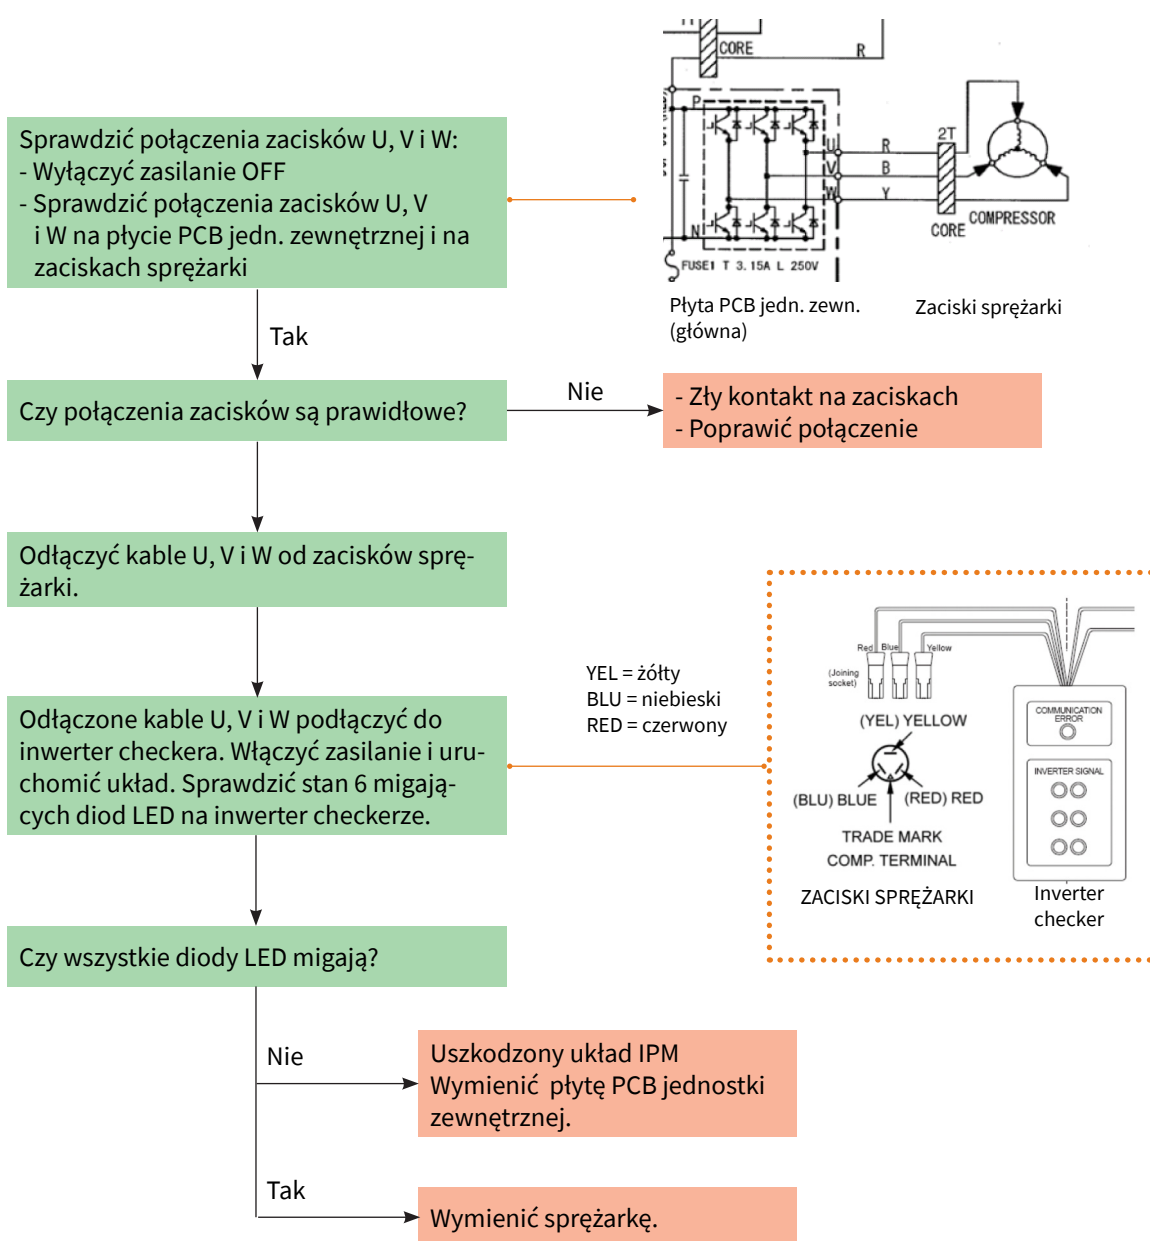 CORE
R
P
U
V
W
N
R
B
Y
2T
CORE
COMPRESSOR
FUSE1 T 3.15A L 250V
Płyta PCB jedn. zewn.
(główna)
Zaciski sprężarki
Sprawdzić połączenia zacisków U, V i W:
- Wyłączyć zasilanie OFF
- Sprawdzić połączenia zacisków U, V
i W na płycie PCB jedn. zewnętrznej i na
zaciskach sprężarki
Tak
Czy połączenia zacisków są prawidłowe?
Nie
- Zły kontakt na zaciskach
- Poprawić połączenie
Odłączyć kable U, V i W od zacisków sprę-
żarki.
Odłączone kable U, V i W podłączyć do
inwerter checkera. Włączyć zasilanie i uru-
chomić układ. Sprawdzić stan 6 migają-
cych diod LED na inwerter checkerze.
YEL = żółty
BLU = niebieski
RED = czerwony
Red Blue Yellow
(Joining
socket)
(YEL) YELLOW
(BLU) BLUE (RED) RED
TRADE MARK
COMP. TERMINAL
ZACISKI SPRĘŻARKI
COMMUNICATION
ERROR
INVERTER SIGNAL
Inverter
checker
Czy wszystkie diody LED migają?
Nie
Uszkodzony układ IPM
Wymienić płytę PCB jednostki
zewnętrznej.
Tak
Wymienić sprężarkę.